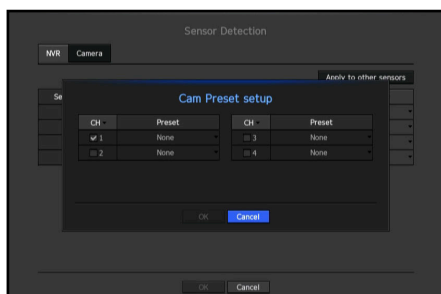 Sensor Detection
NVR Camera
Apply to other sensors
Se
Cam Preset setup
CH Preset CH Preset
1 None 3 None
2 None 4 None
OK Cancel
OK Cancel